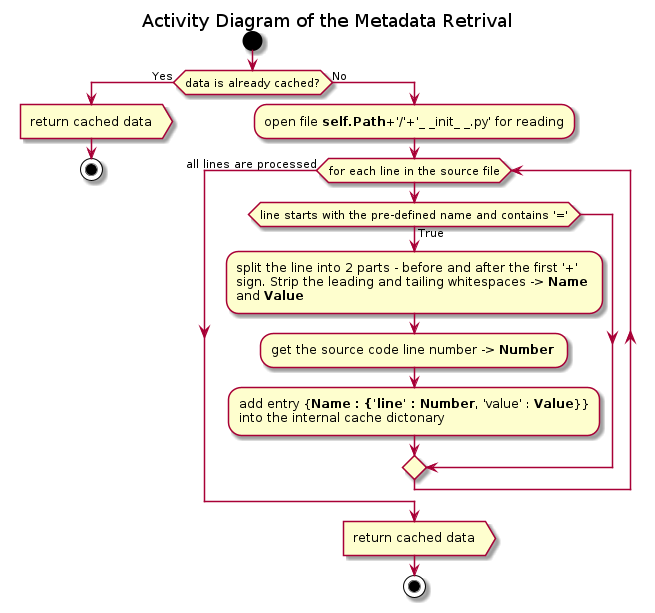 Activity Diagram of the Metadata Retrival
Yes
data is already cached?
No
return cached data
open file self.Path+'/'+'_ _init_ _.py' for reading
all lines are processed
for each line in the source file
line starts with the pre-defined name and contains '='
True
split the line into 2 parts - before and after the first '+'
sign. Strip the leading and tailing whitespaces -> Name
and Value
get the source code line number -> Number
add entry {Name : {'line' : Number, 'value' : Value}}
into the internal cache dictonary
return cached data